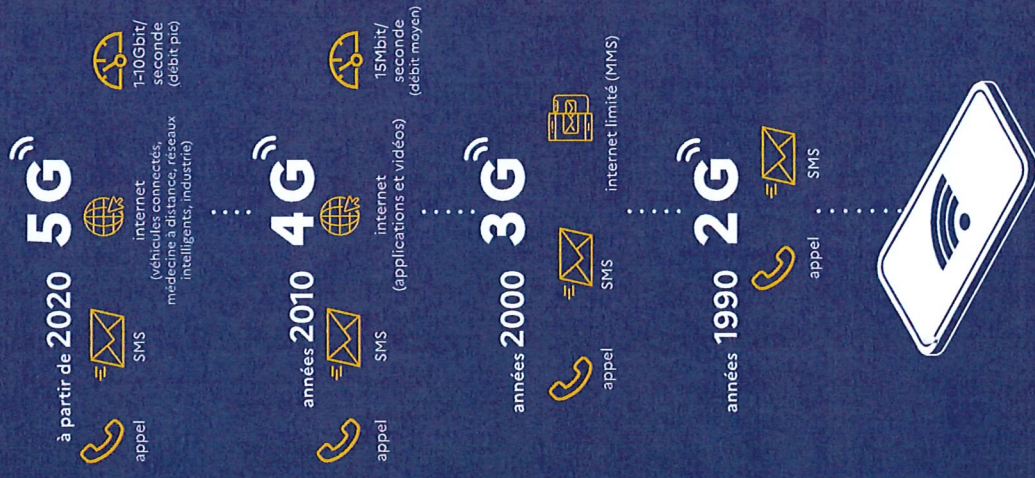 à partir de 2020 5G
appel
SMS
internet
(véhicules connectés,
médecine à distance, réseaux
intelligents, industrie)
1-10Gbit/
seconde
(débit pic)
années 2010 4G
appel
SMS
internet
(applications et vidéos)
15Mbit/
seconde
(débit moyen)
années 2000 3G
appel
SMS
internet limité (MMS)
années 1990 2G
appel
SMS